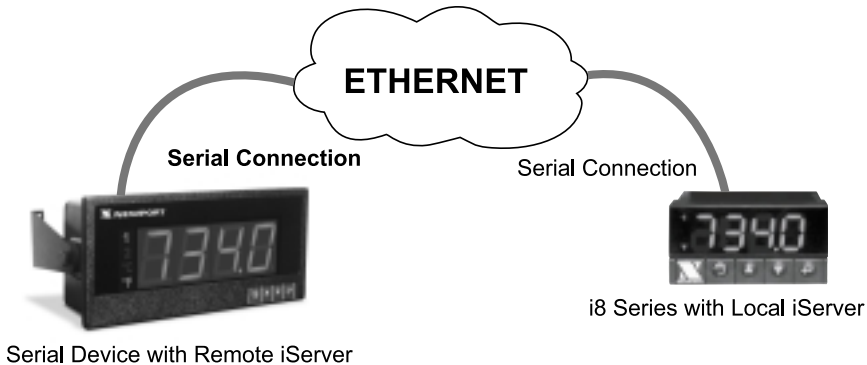 ETHERNET
Serial Connection
Serial Connection
NEWPORT
734.0
734.0
i8 Series with Local iServer
Serial Device with Remote iServer